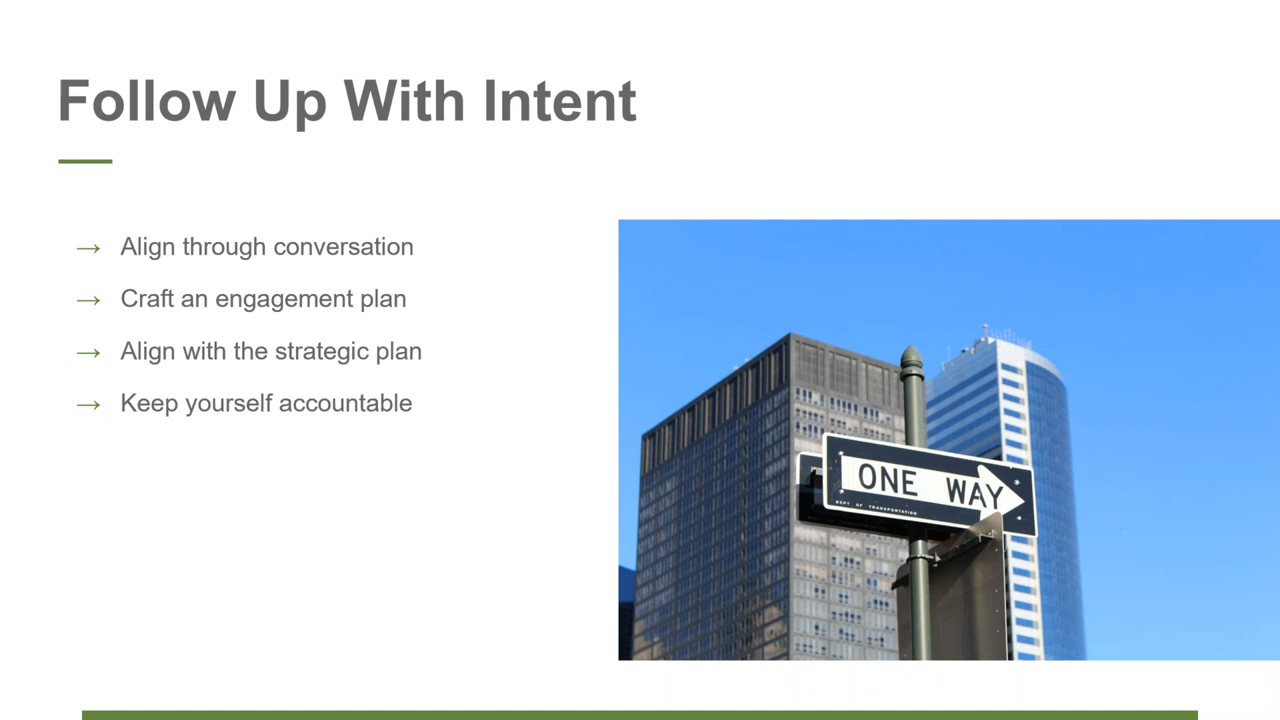 Follow Up With Intent
→ Align through conversation
→ Craft an engagement plan
→ Align with the strategic plan
→ Keep yourself accountable
ONE WAY
DEPT OF TRANSPORTATION